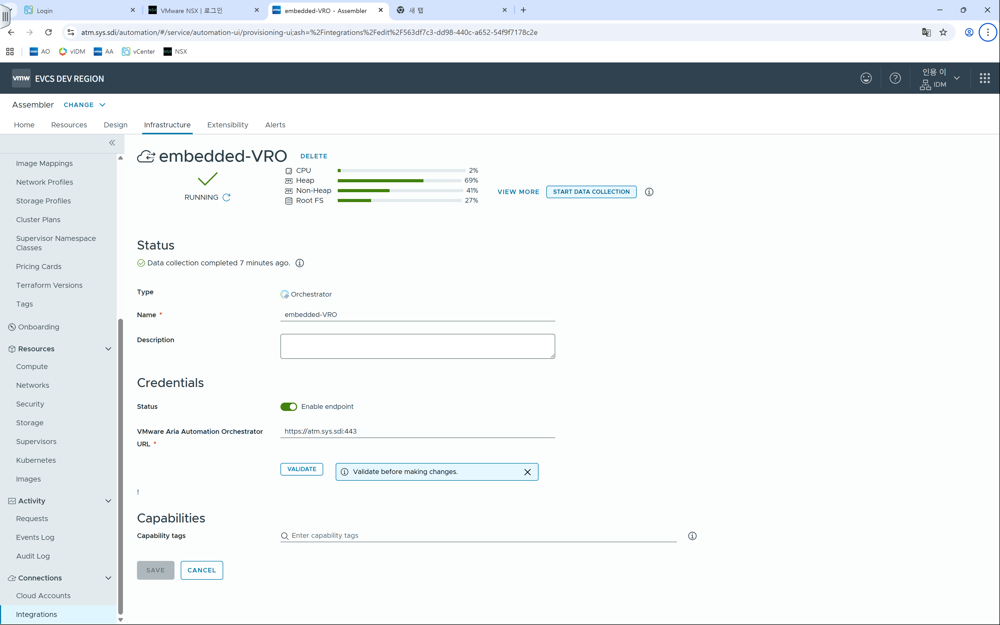 Login
VMware NSX | 로그인
embedded-VRO - Assembler
새 탭
atm.sys.sdi/automation/#/service/automation-ui/provisioning-ui;ash=%2Fintegrations%2Fedit%2F563df7c3-dd98-440c-a652-54f9f7178c2e
AO
vIDM
AA
vCenter
NSX
vmw EVCS DEV REGION
인용 이
IDM
Assembler CHANGE
Home Resources Design Infrastructure Extensibility Alerts
Image Mappings
Network Profiles
Storage Profiles
Cluster Plans
Supervisor Namespace
Classes
Pricing Cards
Terraform Versions
Tags
Onboarding
Resources
Compute
Networks
Security
Storage
Supervisors
Kubernetes
Images
Activity
Requests
Events Log
Audit Log
Connections
Cloud Accounts
Integrations
embedded-VRO DELETE
RUNNING
CPU 2%
Heap 69%
Non-Heap 41%
Root FS 27%
VIEW MORE START DATA COLLECTION
Status
Data collection completed 7 minutes ago.
Type Orchestrator
Name * embedded-VRO
Description
Credentials
Status Enable endpoint
VMware Aria Automation Orchestrator
URL *
https://atm.sys.sdi:443
VALIDATE Validate before making changes.
!
Capabilities
Capability tags Enter capability tags
SAVE CANCEL